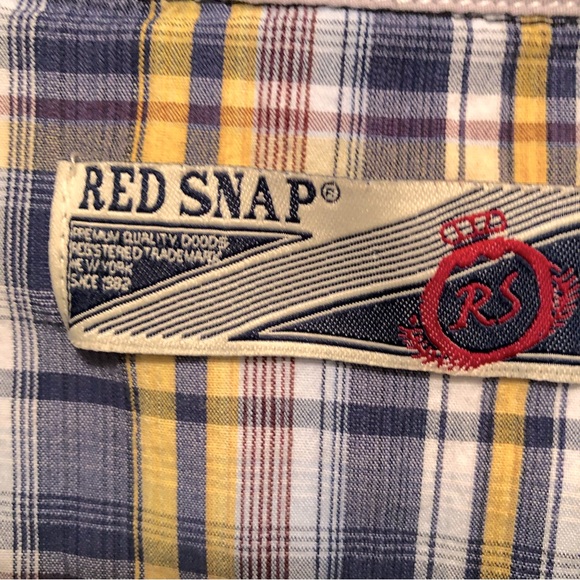 RED SNAP®
PREMIUM QUALITY GOODS
REGISTERED TRADEMARK
NEW YORK
SINCE 1982
RS